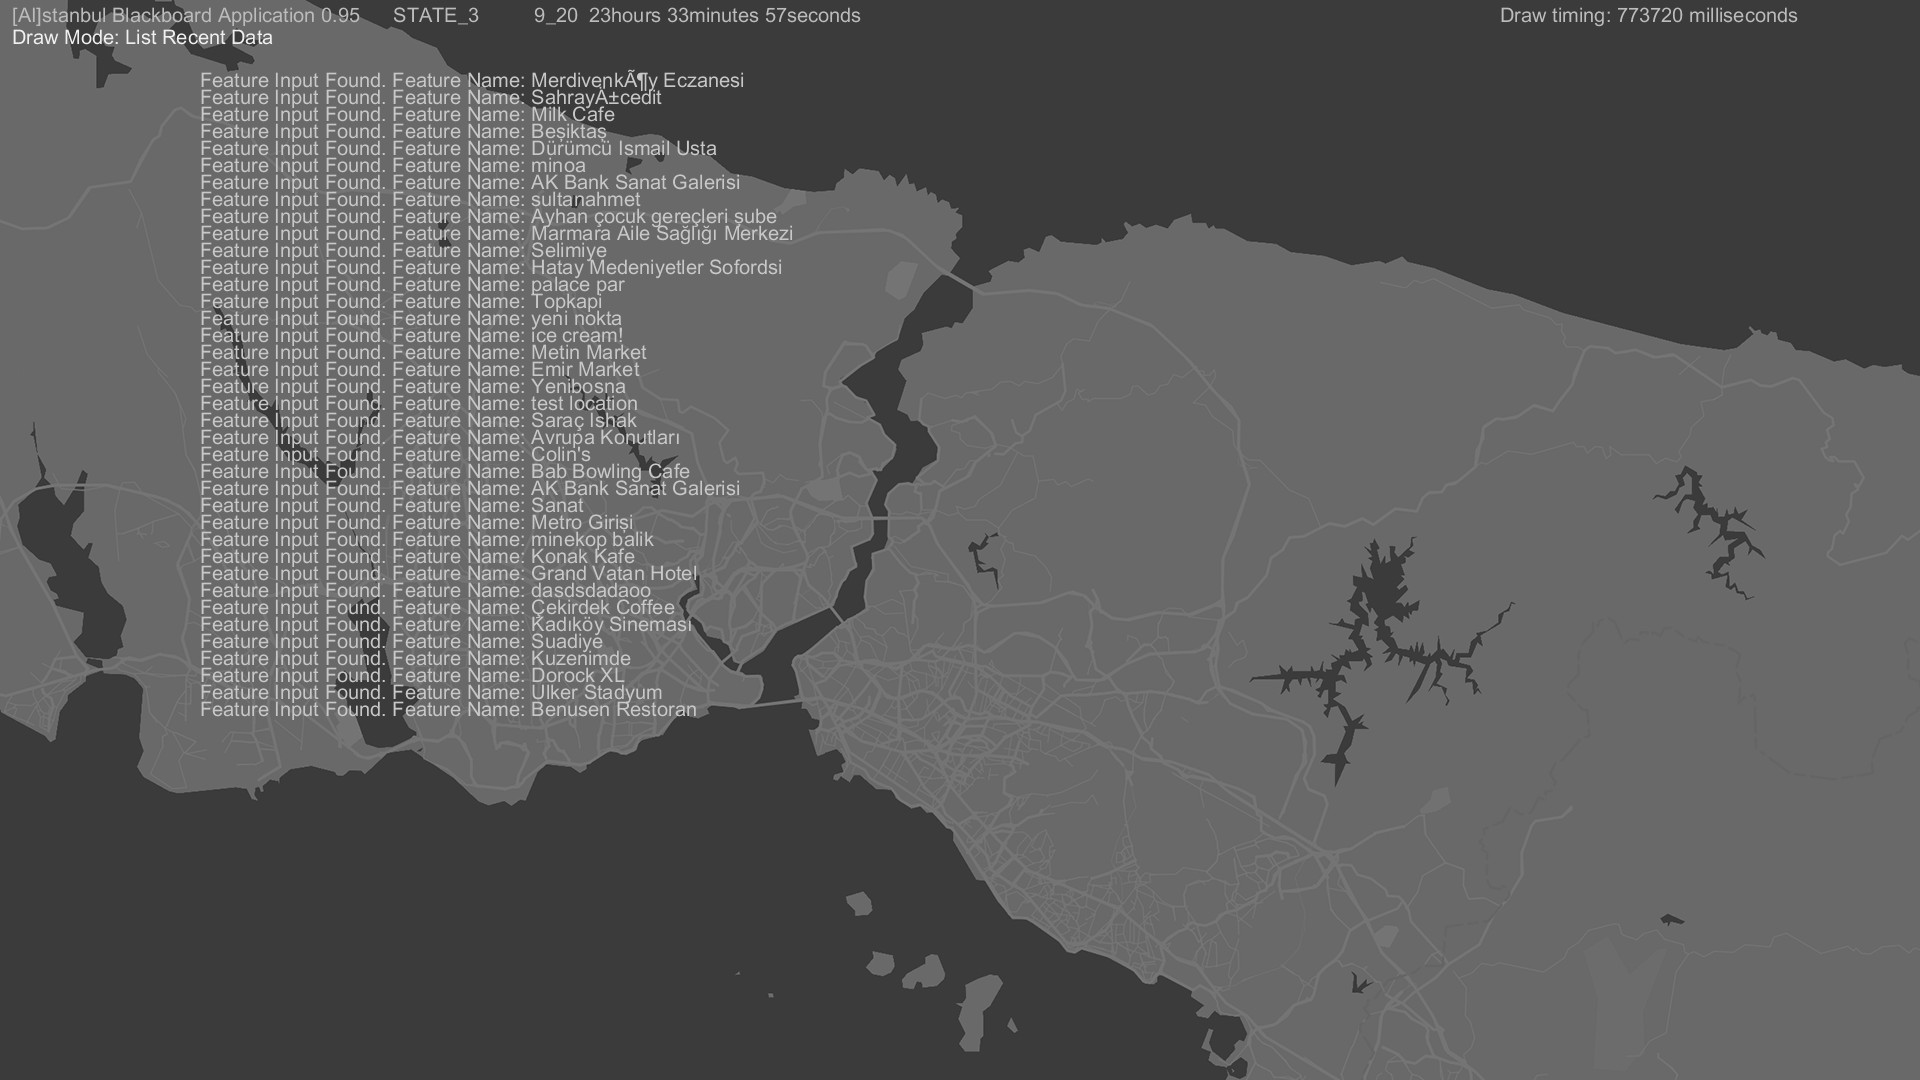 [AI]stanbul Blackboard Application 0.95 STATE_3 9_20 23hours 33minutes 57seconds Draw timing: 773720 milliseconds
Draw Mode: List Recent Data
Feature Input Found. Feature Name: MerdivenkÃ¶y Eczanesi
Feature Input Found. Feature Name: SahrayÄ±cedit
Feature Input Found. Feature Name: Milk Cafe
Feature Input Found. Feature Name: Beşiktaş
Feature Input Found. Feature Name: Dürümcü Ismail Usta
Feature Input Found. Feature Name: minoa
Feature Input Found. Feature Name: AK Bank Sanat Galerisi
Feature Input Found. Feature Name: sultanahmet
Feature Input Found. Feature Name: Ayhan çocuk gereçleri sube
Feature Input Found. Feature Name: Marmara Aile Sağlığı Merkezi
Feature Input Found. Feature Name: Selimiye
Feature Input Found. Feature Name: Hatay Medeniyetler Sofordsi
Feature Input Found. Feature Name: palace par
Feature Input Found. Feature Name: Topkapi
Feature Input Found. Feature Name: yeni nokta
Feature Input Found. Feature Name: ice cream!
Feature Input Found. Feature Name: Metin Market
Feature Input Found. Feature Name: Emir Market
Feature Input Found. Feature Name: Yenibosna
Feature Input Found. Feature Name: test location
Feature Input Found. Feature Name: Saraç Ishak
Feature Input Found. Feature Name: Avrupa Konutları
Feature Input Found. Feature Name: Colin's
Feature Input Found. Feature Name: Bab Bowling Cafe
Feature Input Found. Feature Name: AK Bank Sanat Galerisi
Feature Input Found. Feature Name: Sanat
Feature Input Found. Feature Name: Metro Girişi
Feature Input Found. Feature Name: minekop balik
Feature Input Found. Feature Name: Konak Kafe
Feature Input Found. Feature Name: Grand Vatan Hotel
Feature Input Found. Feature Name: dasdsdadaoo
Feature Input Found. Feature Name: Çekirdek Coffee
Feature Input Found. Feature Name: Kadıköy Sineması
Feature Input Found. Feature Name: Suadiye
Feature Input Found. Feature Name: Kuzenimde
Feature Input Found. Feature Name: Dorock XL
Feature Input Found. Feature Name: Ulker Stadyum
Feature Input Found. Feature Name: Benusen Restoran